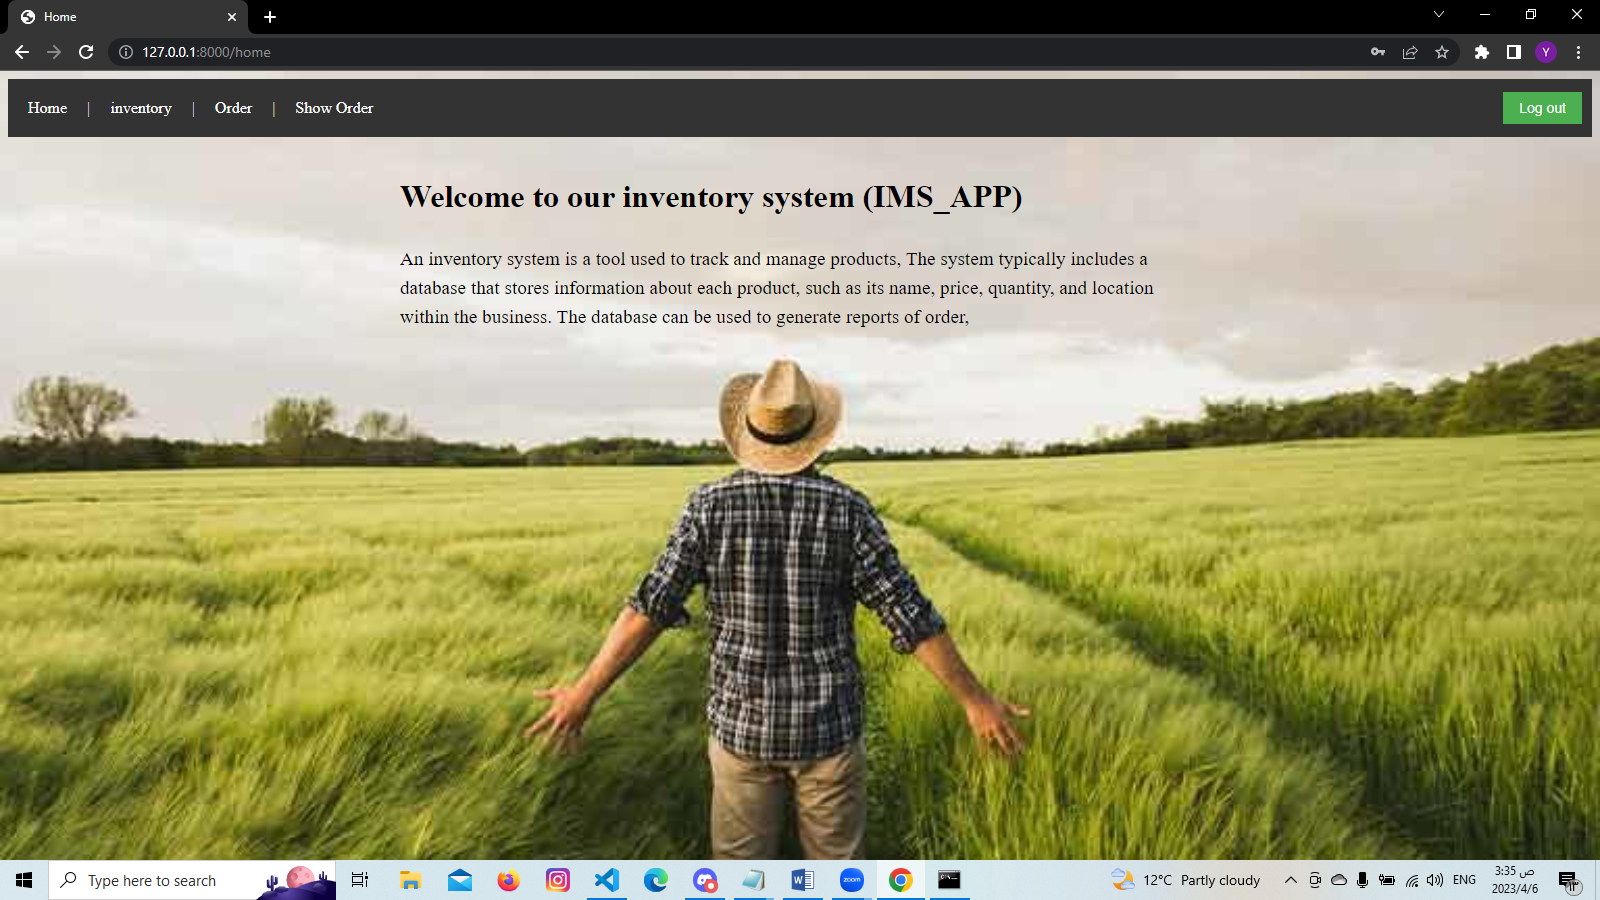 Home
127.0.0.1:8000/home
Y
Home | inventory | Order | Show Order
Log out
Welcome to our inventory system (IMS_APP)
An inventory system is a tool used to track and manage products, The system typically includes a
database that stores information about each product, such as its name, price, quantity, and location
within the business. The database can be used to generate reports of order,
Type here to search
zoom
12°C Partly cloudy
ENG
3:35 ص
2023/4/6